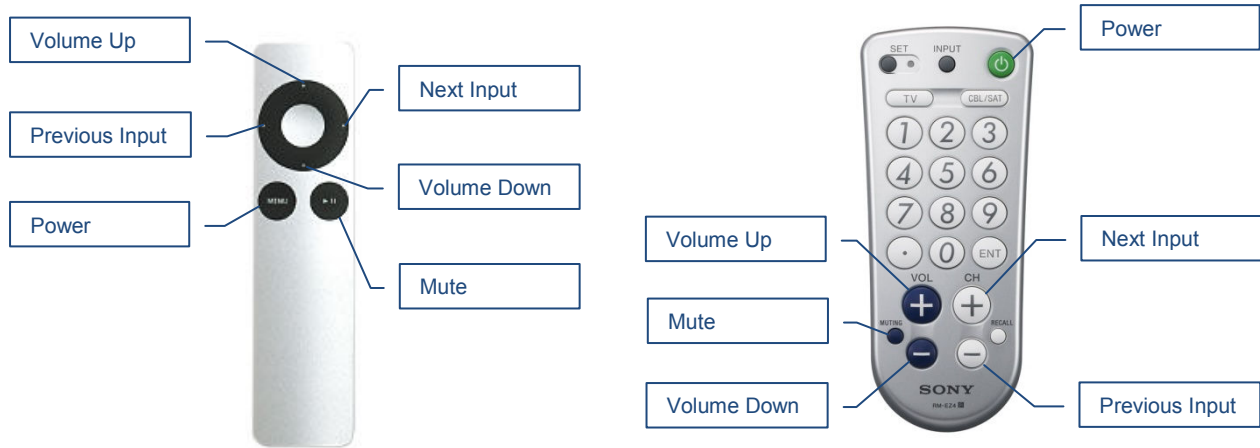 Volume Up
Previous Input
Power
Next Input
Volume Down
Mute
MENU
SET
INPUT
TV
CBL/SAT
1 2 3
4 5 6
7 8 9
. 0 ENT
VOL CH
+ +
MUTING RECALL
- -
SONY
RM-EZ4
Power
Volume Up
Mute
Volume Down
Next Input
Previous Input